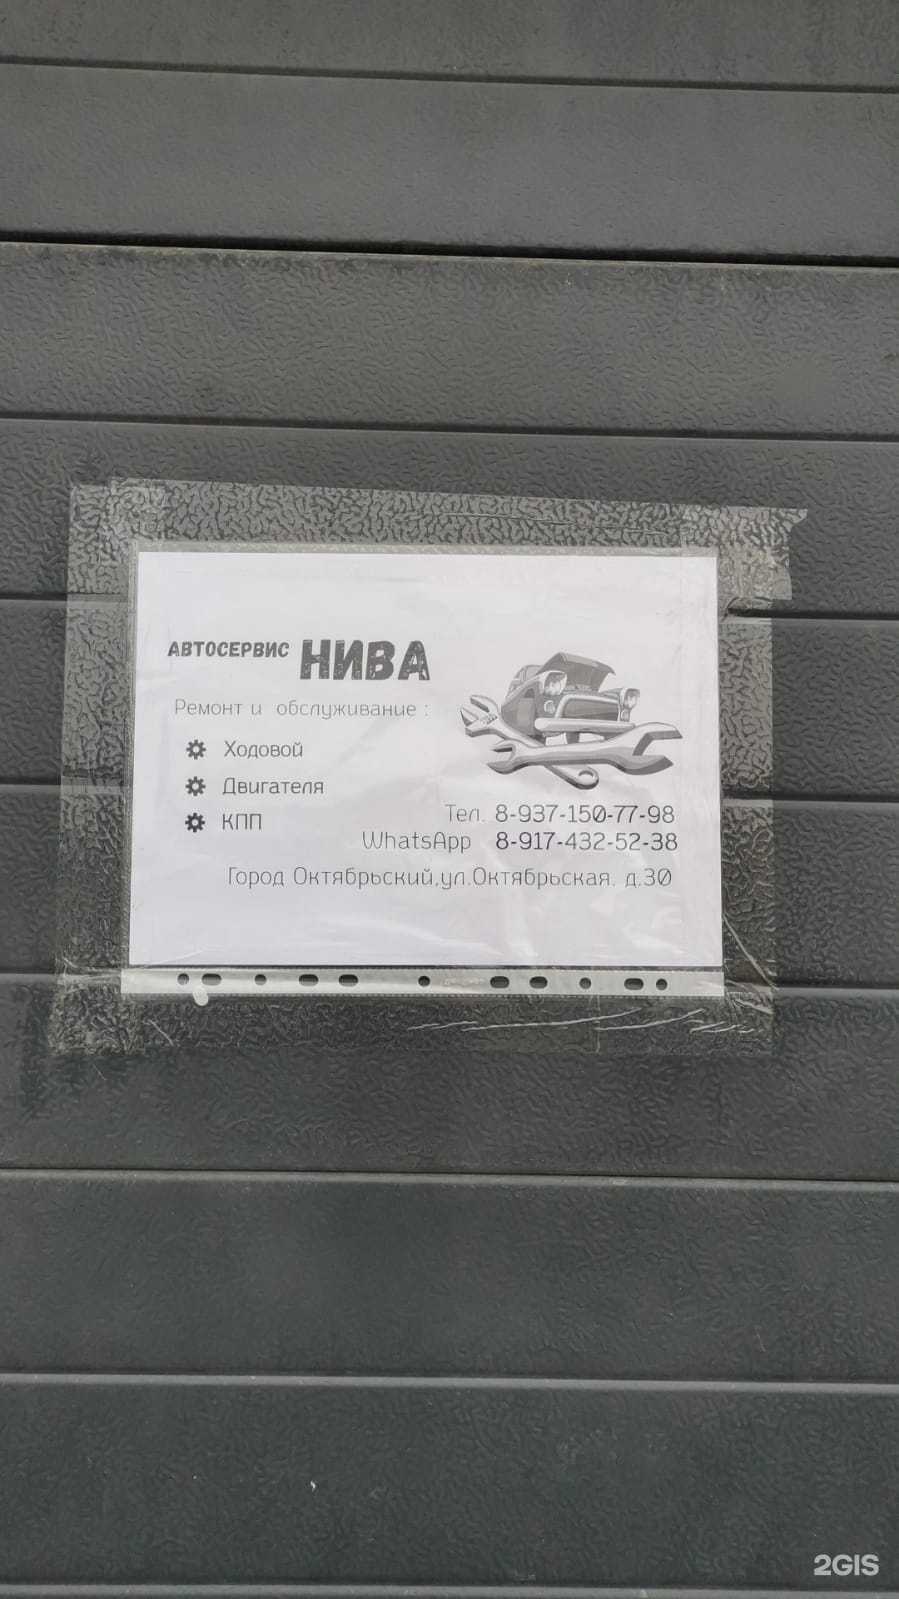 АВТОСЕРВИС НИВА
Ремонт и обслуживание :
Ходовой
Двигателя
КПП
Тел. 8-937-150-77-98
WhatsApp 8-917-432-52-38
Город Октябрьский,ул.Октябрьская, д.30
2GIS